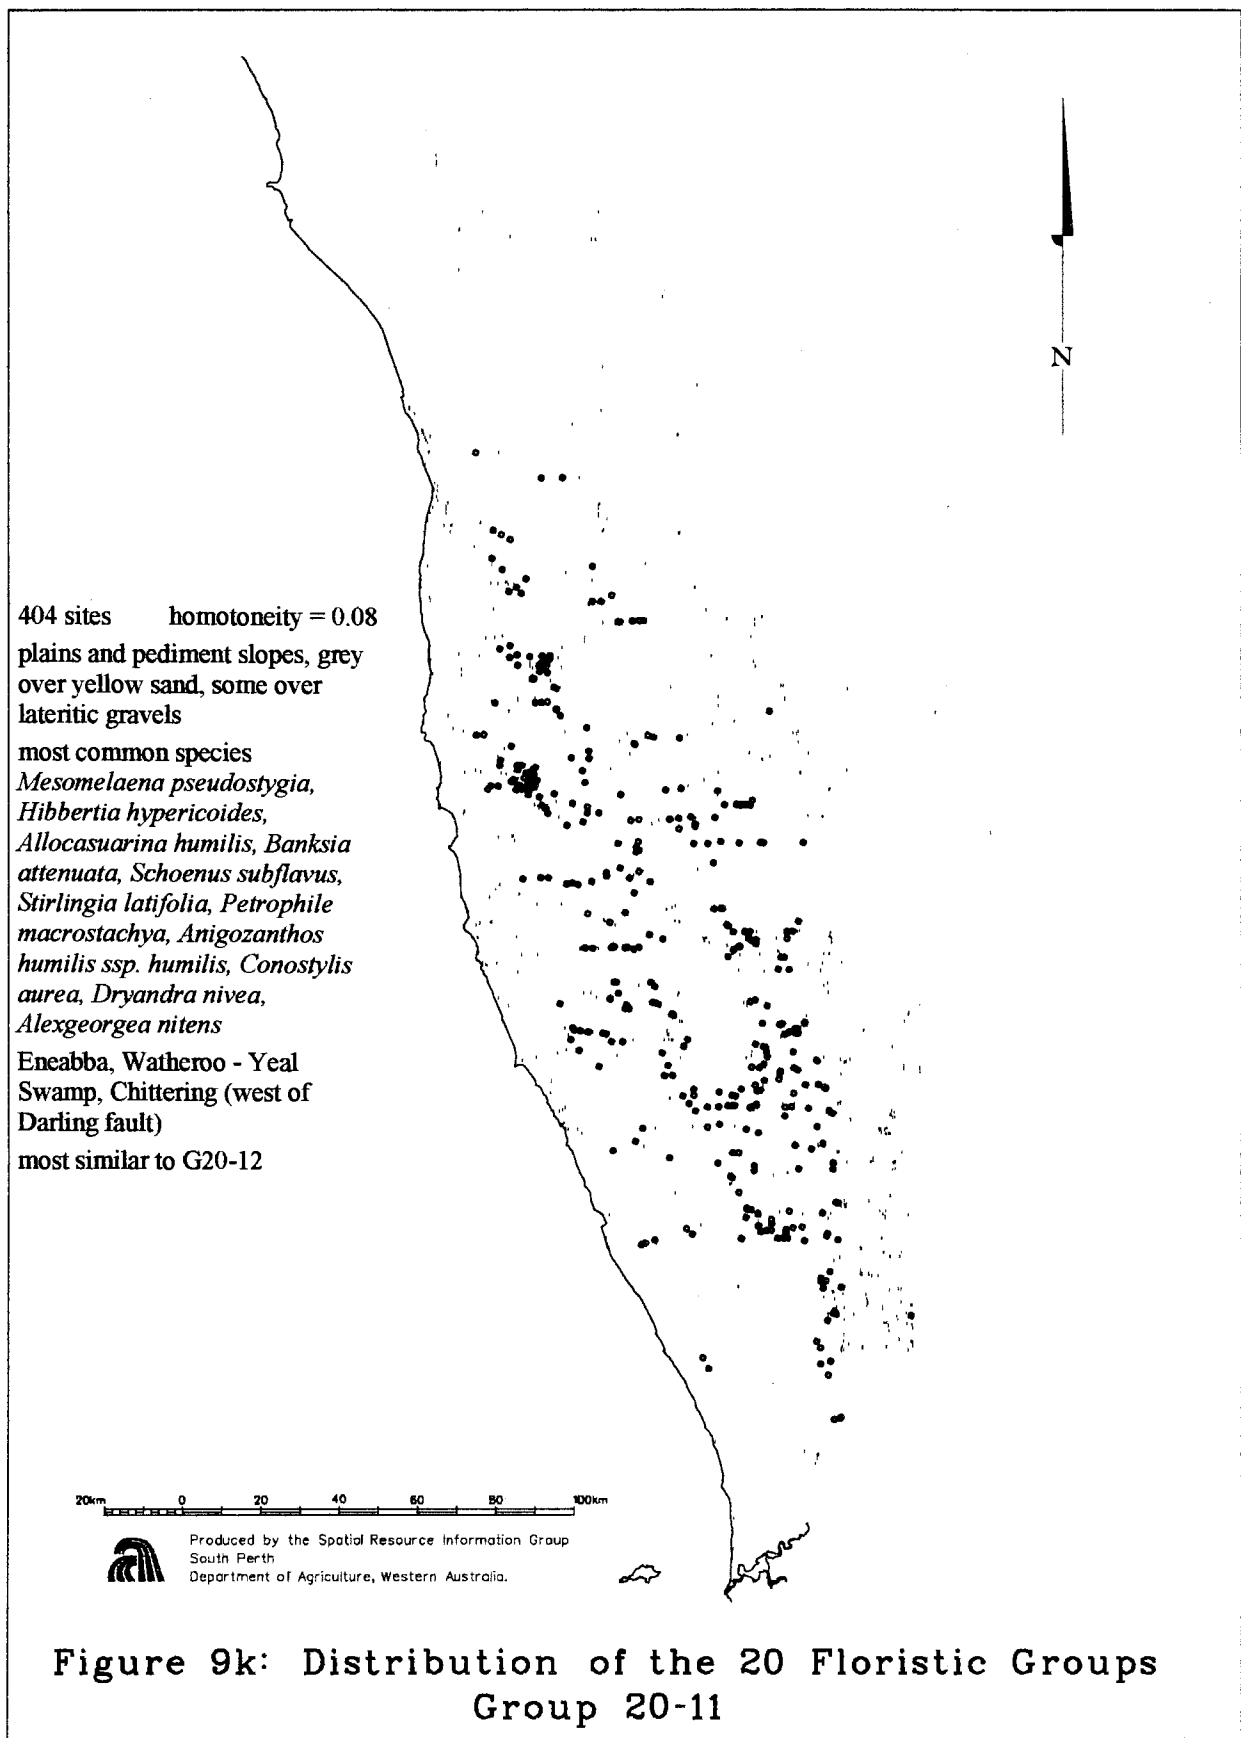 N
404 sites homotoneity = 0.08
plains and pediment slopes, grey
over yellow sand, some over
lateritic gravels
most common species
Mesomelaena pseudostygia,
Hibbertia hypericoides,
Allocasuarina humilis, Banksia
attenuata, Schoenus subflavus,
Stirlingia latifolia, Petrophile
macrostachya, Anigozanthos
humilis ssp. humilis, Conostylis
aurea, Dryandra nivea,
Alexgeorgea nitens
Eneabba, Watheroo - Yeal
Swamp, Chittering (west of
Darling fault)
most similar to G20-12
20km 0 20 40 60 80 100km
Produced by the Spatial Resource Information Group
South Perth
Department of Agriculture, Western Australia.
Figure 9k: Distribution of the 20 Floristic Groups
Group 20-11